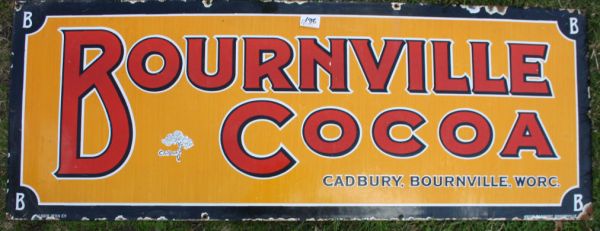 B B
BOURNVILLE
COCOA
CADBURY, BOURNVILLE, WORC.
B B